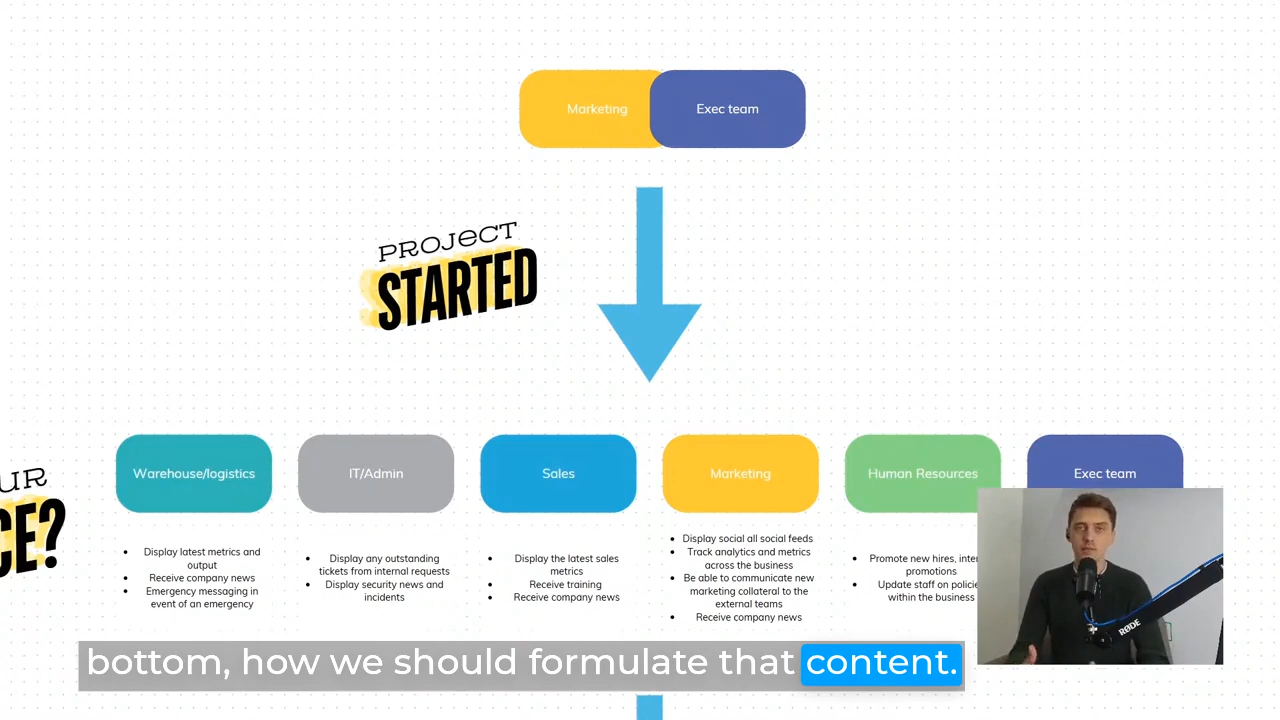 Marketing
Exec team
PROJECT
STARTED
Warehouse/logistics
IT/Admin
Sales
Marketing
Human Resources
Exec team
UR
CE?
• Display latest metrics and
output
• Receive company news
• Emergency messaging in
event of an emergency
• Display any outstanding
tickets from internal requests
• Display security news and
incidents
• Display the latest sales
metrics
• Receive training
• Receive company news
• Display social all social feeds
• Track analytics and metrics
across the business
• Be able to communicate new
marketing collateral to the
external teams
• Receive company news
• Promote new hires,
promotions
• Update staff on
within the business
RØDE
bottom, how we should formulate that content.